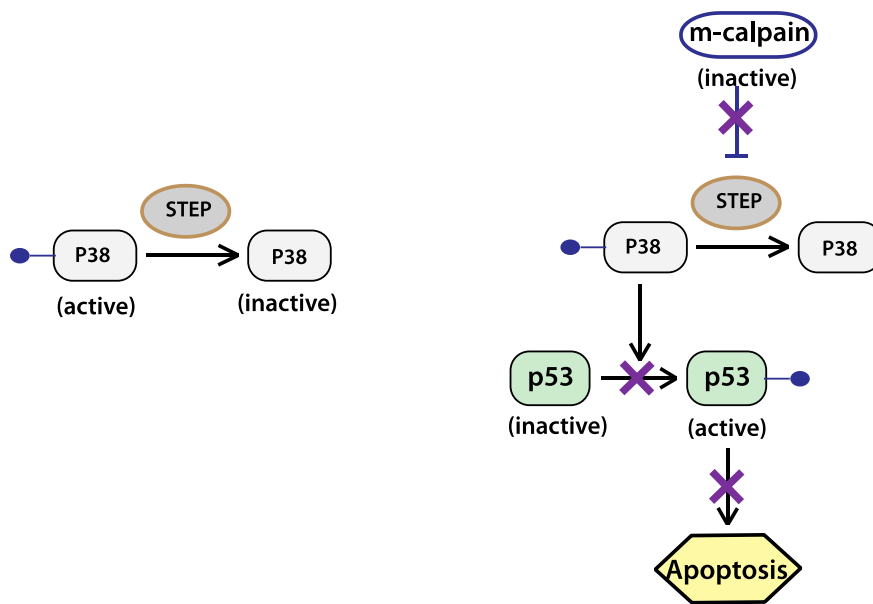 m-calpain
(inactive)
STEP
P38
P38
(active)
(inactive)
STEP
P38
P38
p53
p53
(inactive)
(active)
Apoptosis